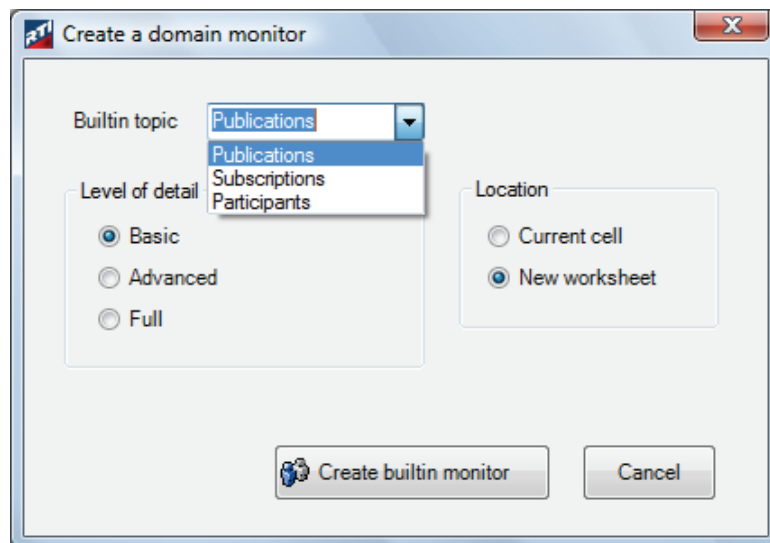 RTI Create a domain monitor
Builtin topic Publications
Publications
Subscriptions
Level of detail Participants
Location
Basic
Current cell
Advanced
New worksheet
Full
Create builtin monitor
Cancel